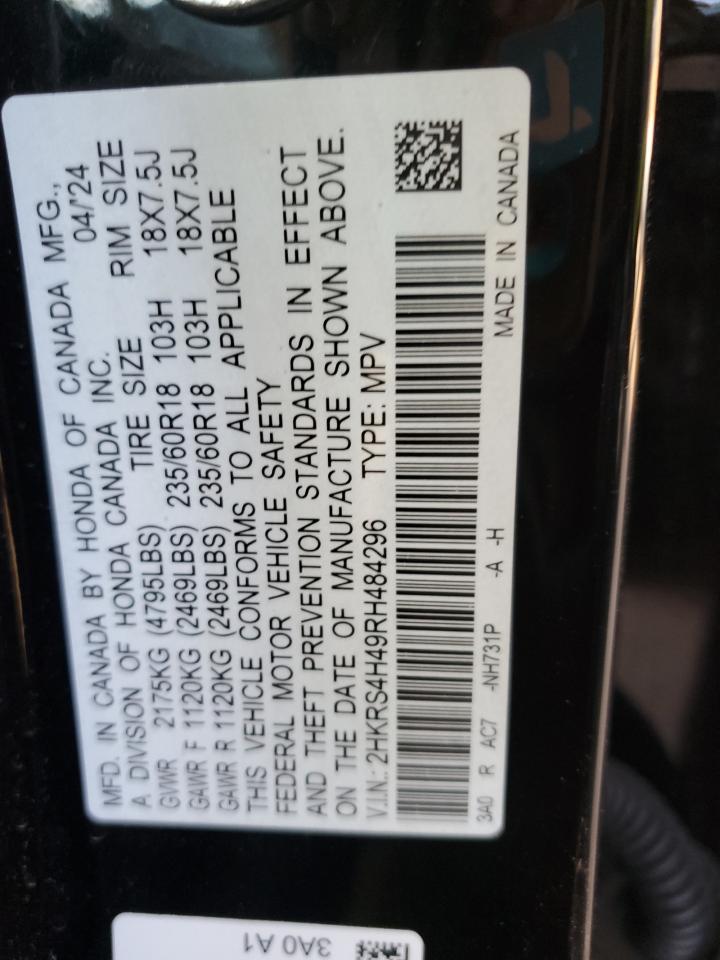 MFD. IN CANADA BY HONDA OF CANADA MFG.,
A DIVISION OF HONDA CANADA INC. 04/'24
GVWR 2175KG (4795LBS) TIRE SIZE RIM SIZE
GAWR F 1120KG (2469LBS) 235/60R18 103H 18X7.5J
GAWR R 1120KG (2469LBS) 235/60R18 103H 18X7.5J
THIS VEHICLE CONFORMS TO ALL APPLICABLE
FEDERAL MOTOR VEHICLE SAFETY
AND THEFT PREVENTION STANDARDS IN EFFECT
ON THE DATE OF MANUFACTURE SHOWN ABOVE.
V.I.N.: 2HKRS4H49RH484296 TYPE: MPV
3A0 R AC7 -NH731P -A -H MADE IN CANADA
3A0 A1